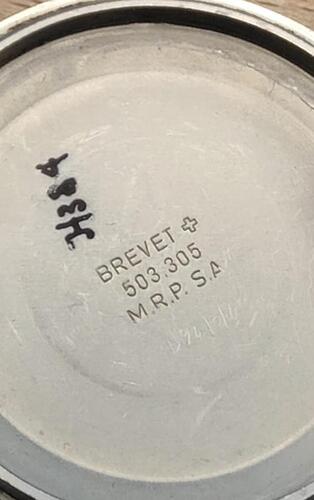 H384
BREVET ✚
503.305
M.R.P. S.A